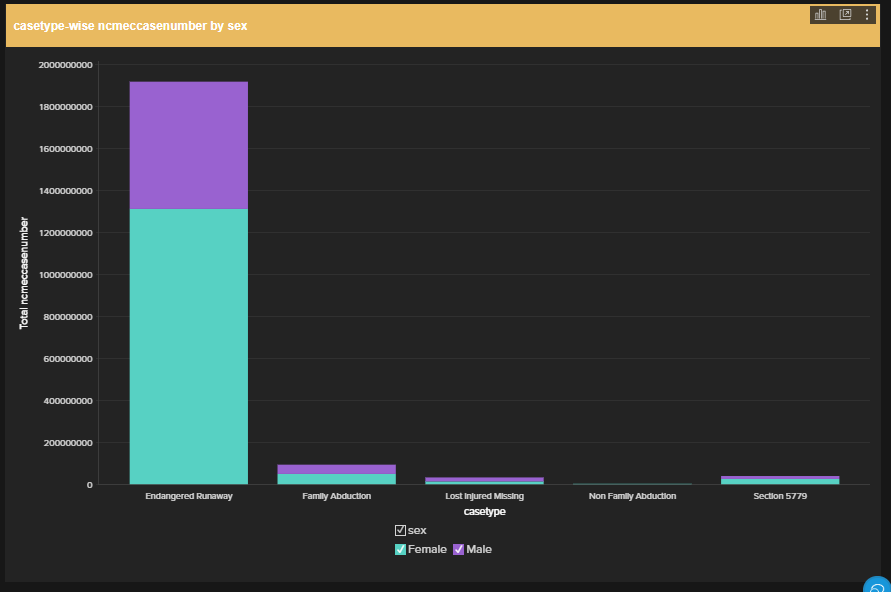 casetype-wise ncmeccasenumber by sex
2000000000
1800000000
1600000000
1400000000
1200000000
1000000000
800000000
600000000
400000000
200000000
0
Total ncmeccasenumber
Endangered Runaway
Family Abduction
Lost Injured Missing
Non Family Abduction
Section 5779
casetype
sex
Female
Male